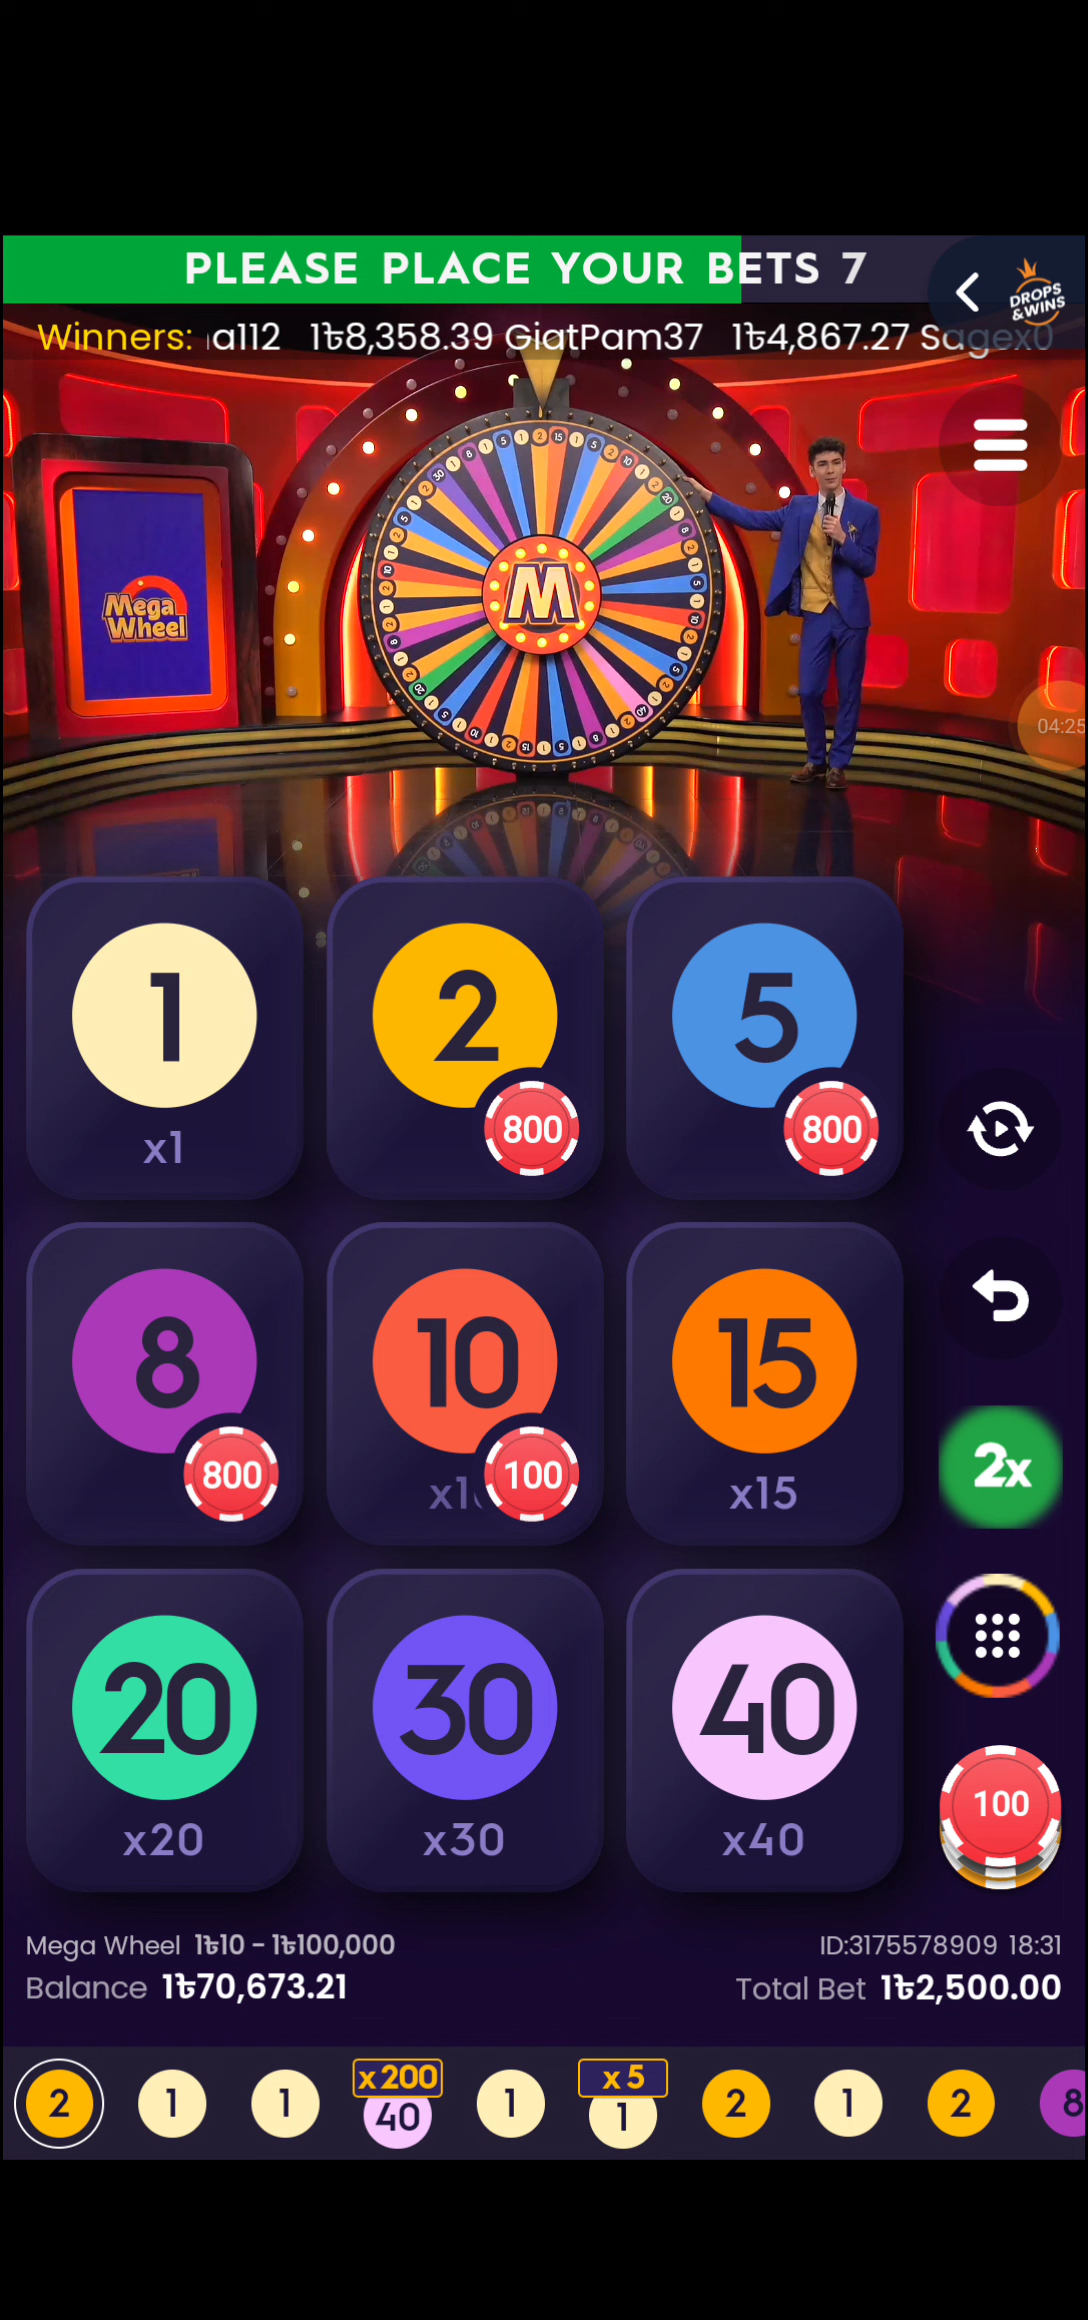 PLEASE PLACE YOUR BETS 7
DROPS
&WINS
Winners: a112 1৳8,358.39 GiatPam37 1৳4,867.27 Sagex0
M
Mega
Wheel
04:25
1 2 5
800 800
x1
8 10 15
800 100
x15
2x
20 30 40
x20 x30 x40
100
Mega Wheel 1৳10 - 1৳100,000
ID:3175578909 18:31
Balance 1৳70,673.21
Total Bet 1৳2,500.00
x200 x5
2 1 1 40 1 1 2 1 2 8